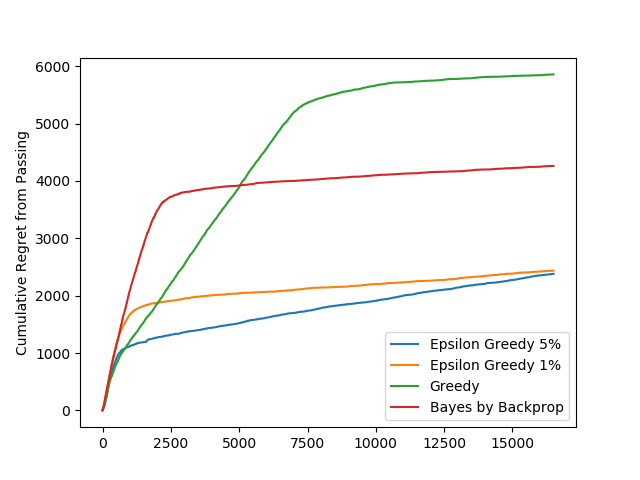 6000
5000
4000
3000
2000
1000
0
Cumulative Regret from Passing
0 2500 5000 7500 10000 12500 15000
Epsilon Greedy 5%
Epsilon Greedy 1%
Greedy
Bayes by Backprop